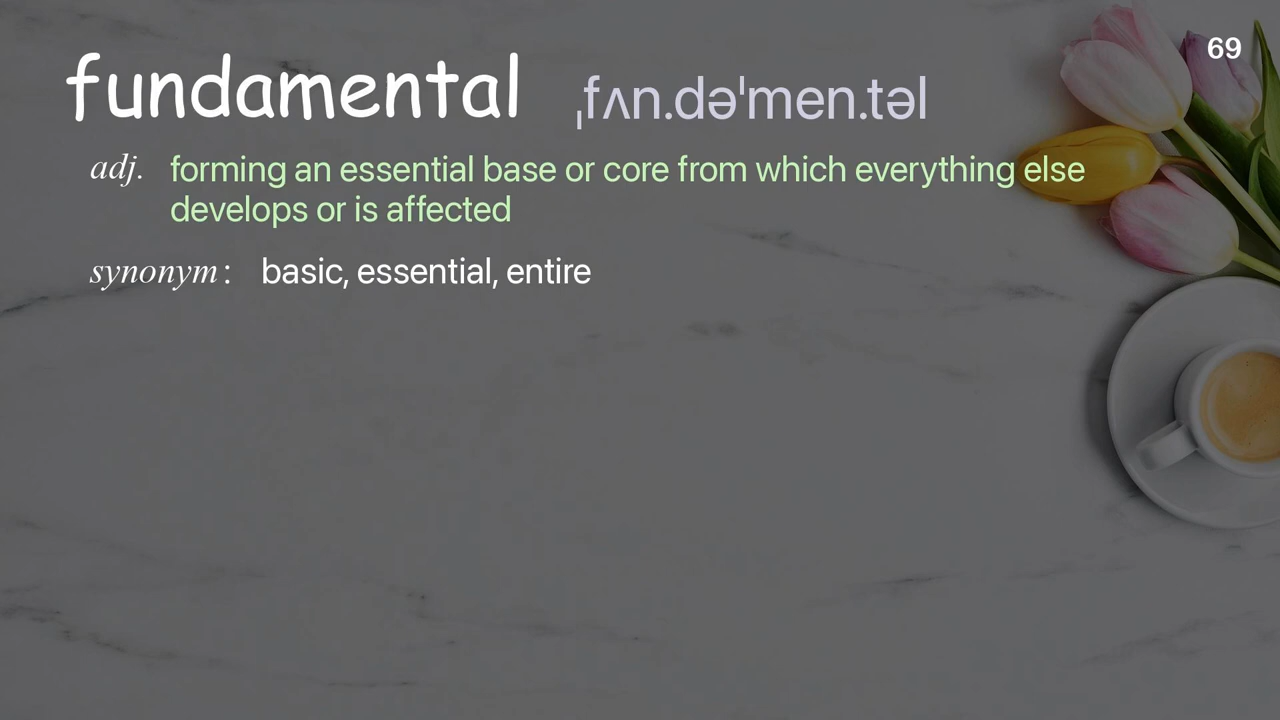 69
fundamental ˌfʌn.dəˈmen.təl
adj. forming an essential base or core from which everything else
develops or is affected
synonym: basic, essential, entire